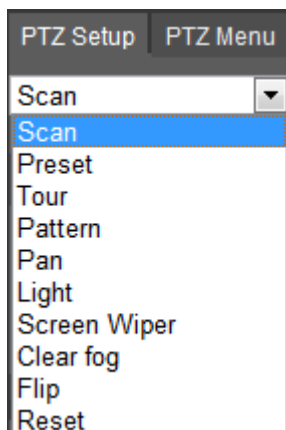 PTZ Setup PTZ Menu
Scan
Scan
Preset
Tour
Pattern
Pan
Light
Screen Wiper
Clear fog
Flip
Reset